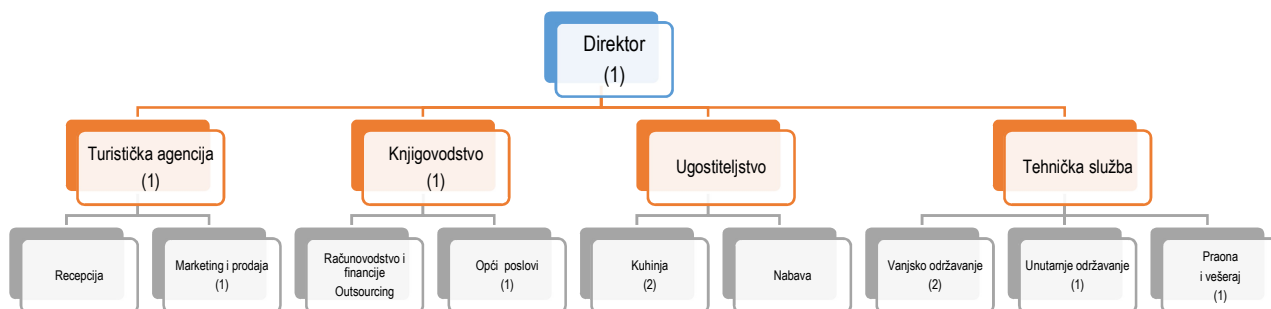 Direktor
(1)
Turistička agencija
(1)
Knjigovodstvo
(1)
Ugostiteljstvo
Tehnička služba
Recepcija
Marketing i prodaja
(1)
Računovodstvo i
financije
Outsourcing
Opći poslovi
(1)
Kuhinja
(2)
Nabava
Vanjsko održavanje
(2)
Unutarnje održavanje
(1)
Praona
i vešeraj
(1)